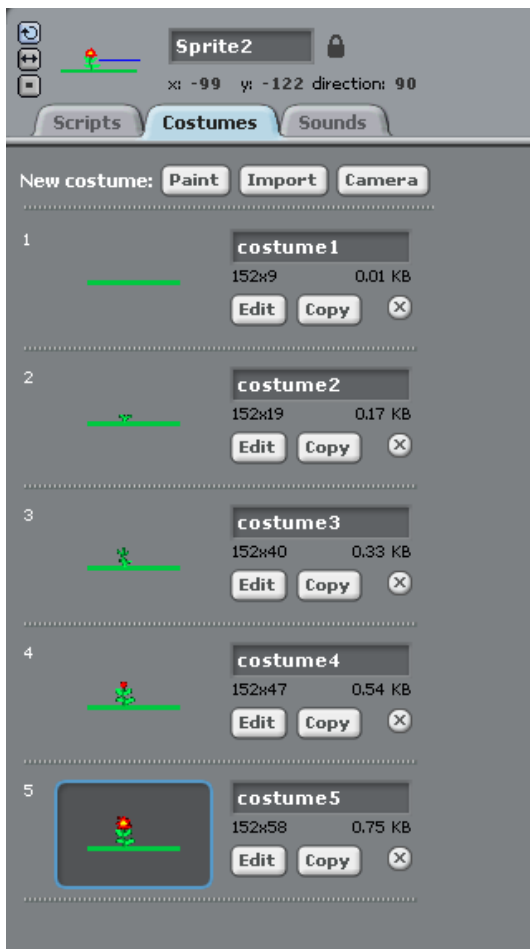 Sprite2
x: -99 y: -122 direction: 90
Scripts Costumes Sounds
New costume: Paint Import Camera
1
costume1
152x9 0.01 KB
Edit Copy
2
costume2
152x19 0.17 KB
Edit Copy
3
costume3
152x40 0.33 KB
Edit Copy
4
costume4
152x47 0.54 KB
Edit Copy
5
costume5
152x58 0.75 KB
Edit Copy